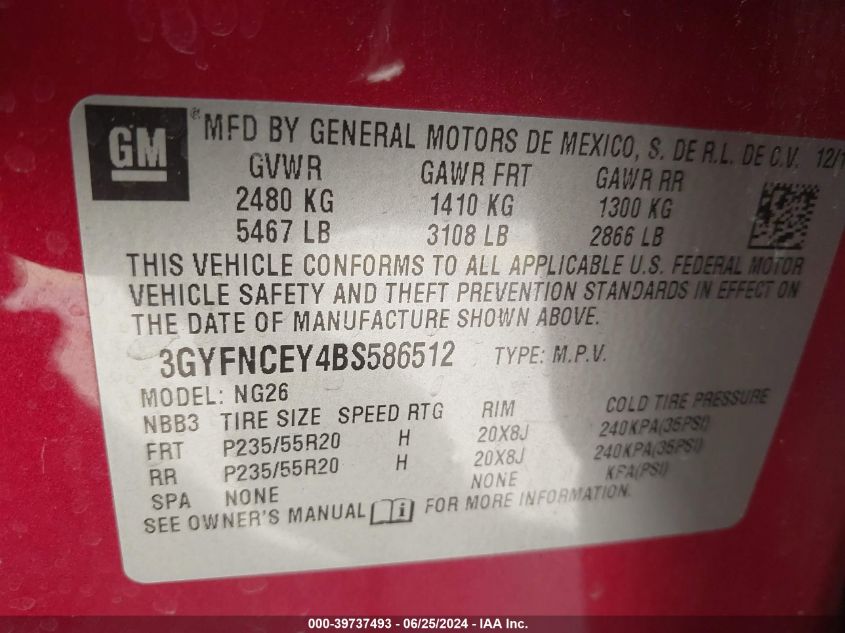 GM
® MFD BY GENERAL MOTORS DE MEXICO, S. DE R.L. DE C.V. 12/1
GVWR GAWR FRT GAWR RR
2480 KG 1410 KG 1300 KG
5467 LB 3108 LB 2866 LB
THIS VEHICLE CONFORMS TO ALL APPLICABLE U.S. FEDERAL MOTOR
VEHICLE SAFETY AND THEFT PREVENTION STANDARDS IN EFFECT ON
THE DATE OF MANUFACTURE SHOWN ABOVE.
3GYFNCEY4BS586512 TYPE: M.P.V.
MODEL: NG26
NBB3 TIRE SIZE SPEED RTG RIM COLD TIRE PRESSURE
FRT P235/55R20 H 20X8J 240KPA(35PSI)
RR P235/55R20 H 20X8J 240KPA(35PSI)
SPA NONE NONE KPA(PSI)
SEE OWNER'S MANUAL i FOR MORE INFORMATION.
000-39737493 - 06/25/2024 - IAA Inc.